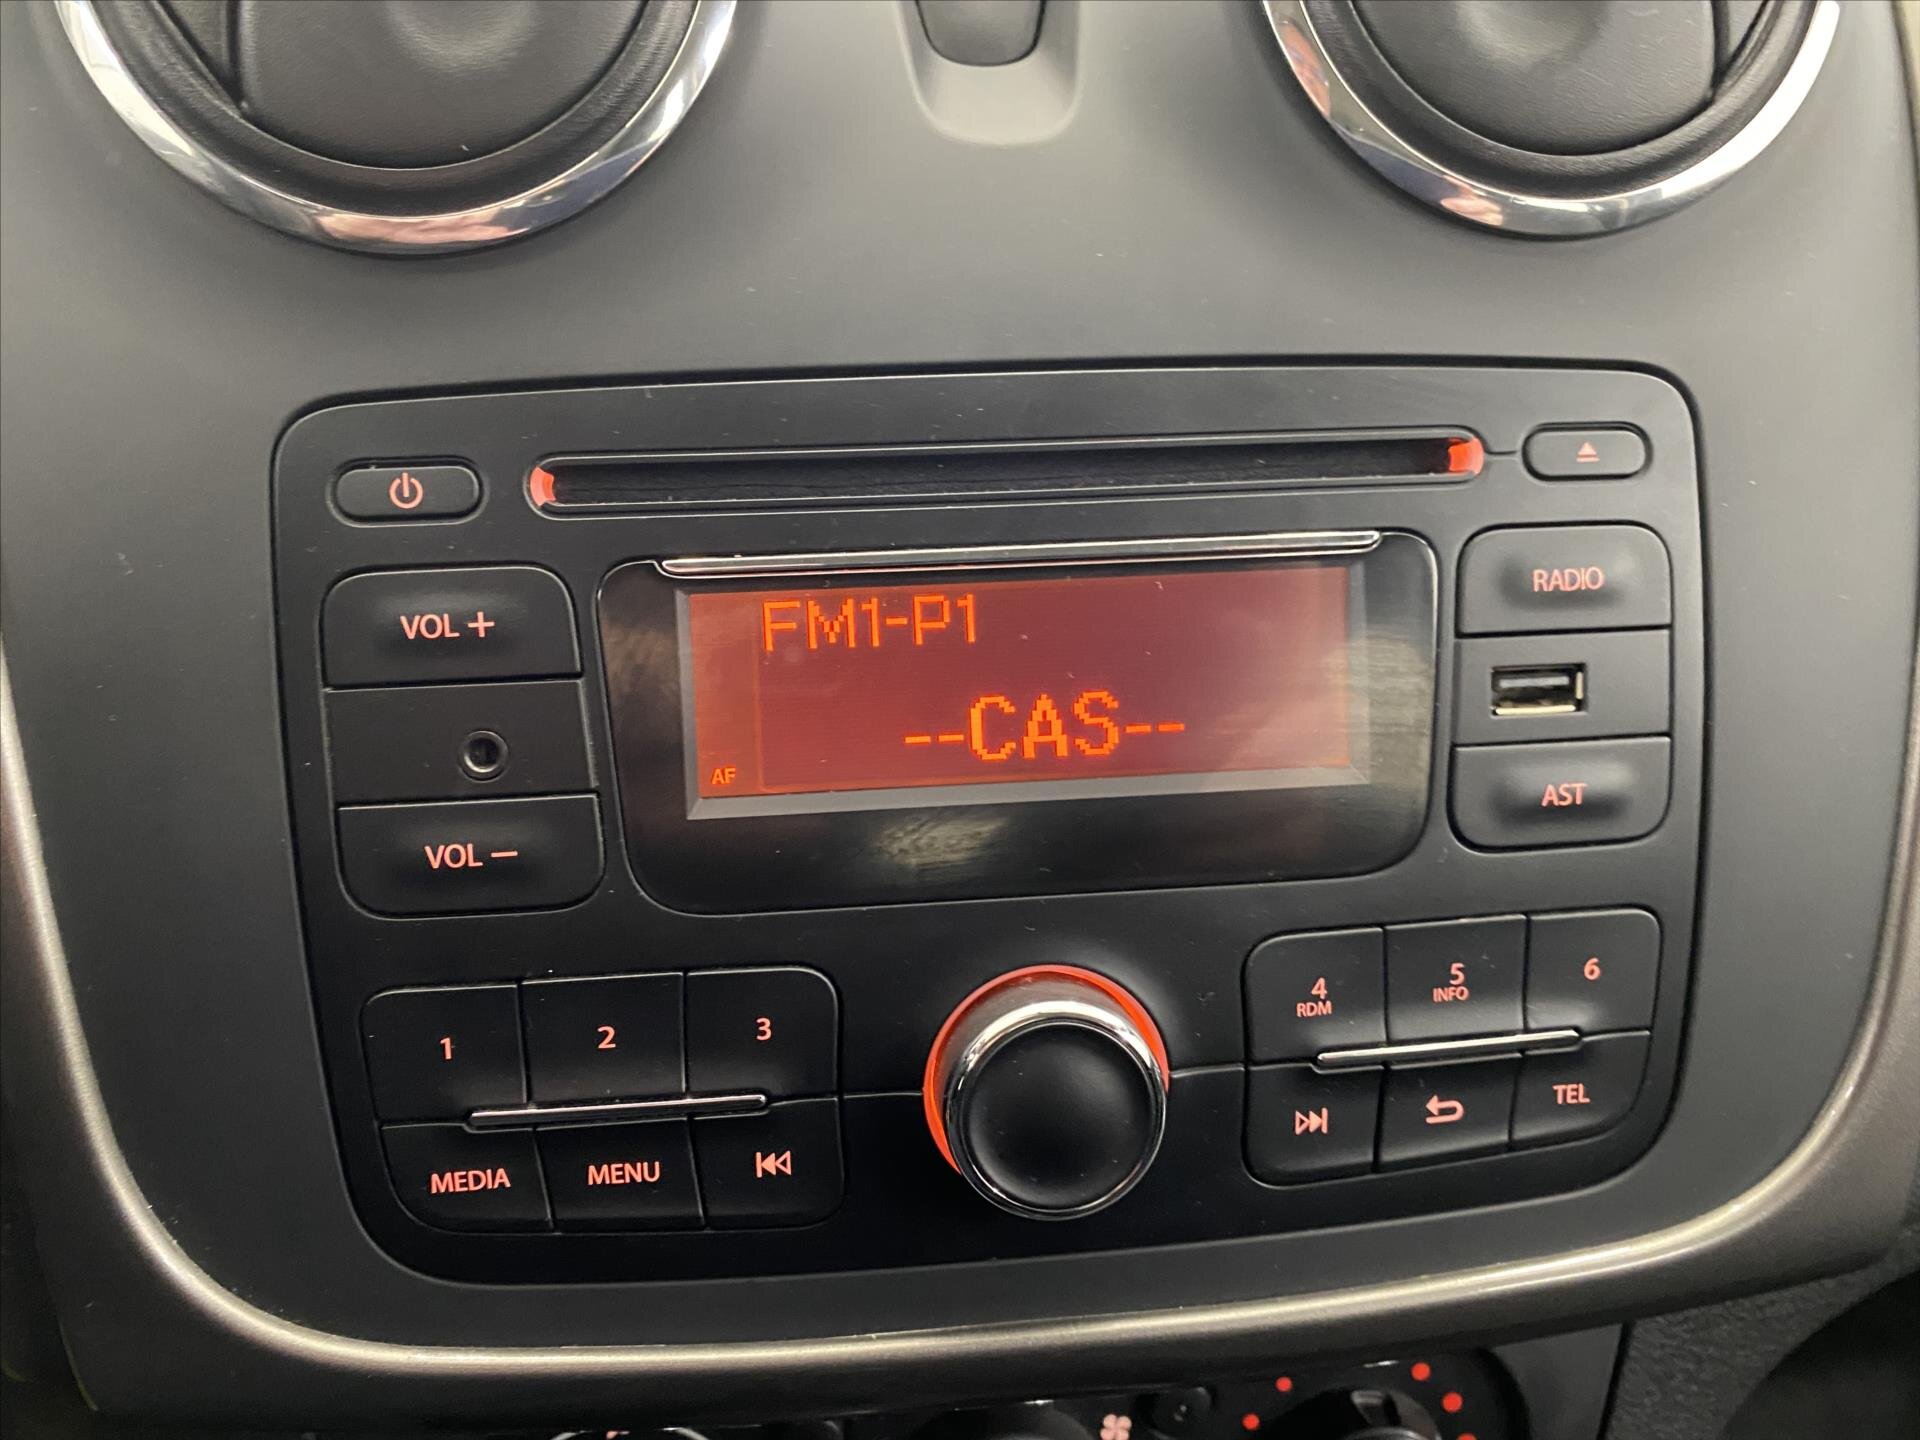 VOL +
VOL −
FM1-P1
--CAS--
AF
RADIO
AST
1
2
3
MEDIA
MENU
4
RDM
5
INFO
6
TEL